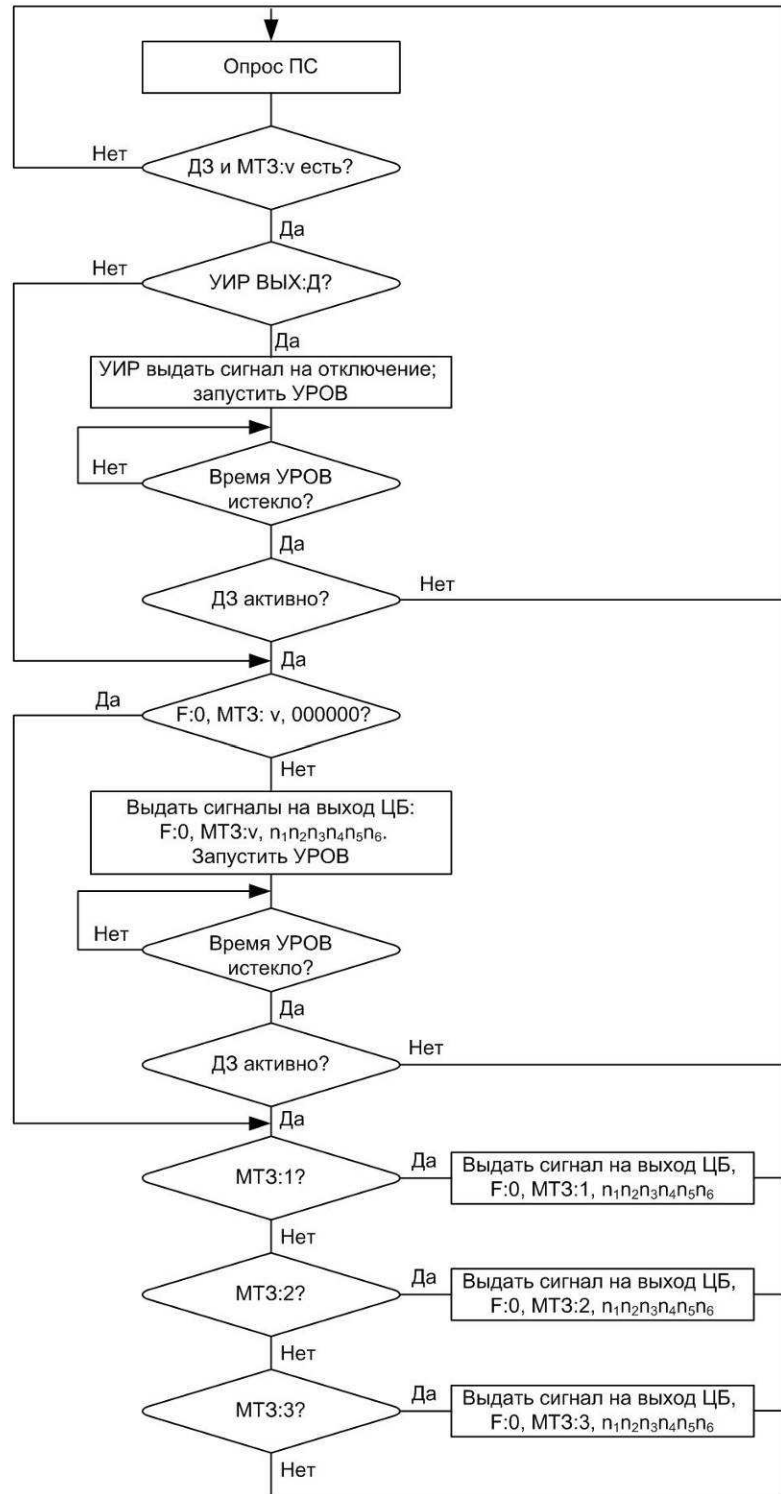 Опрос ПС
Нет
ДЗ и МТЗ:v есть?
Да
Нет
УИР ВЫХ:Д?
Да
УИР выдать сигнал на отключение;
запустить УРОВ
Нет
Время УРОВ
истекло?
Да
ДЗ активно?
Нет
Да
Да
F:0, МТЗ: v, 000000?
Нет
Выдать сигналы на выход ЦБ:
F:0, МТЗ:v, n₁n₂n₃n₄n₅n₆.
Запустить УРОВ
Нет
Время УРОВ
истекло?
Да
ДЗ активно?
Нет
Да
МТЗ:1?
Да
Выдать сигнал на выход ЦБ,
F:0, МТЗ:1, n₁n₂n₃n₄n₅n₆
Нет
МТЗ:2?
Да
Выдать сигнал на выход ЦБ,
F:0, МТЗ:2, n₁n₂n₃n₄n₅n₆
Нет
МТЗ:3?
Да
Выдать сигнал на выход ЦБ,
F:0, МТЗ:3, n₁n₂n₃n₄n₅n₆
Нет